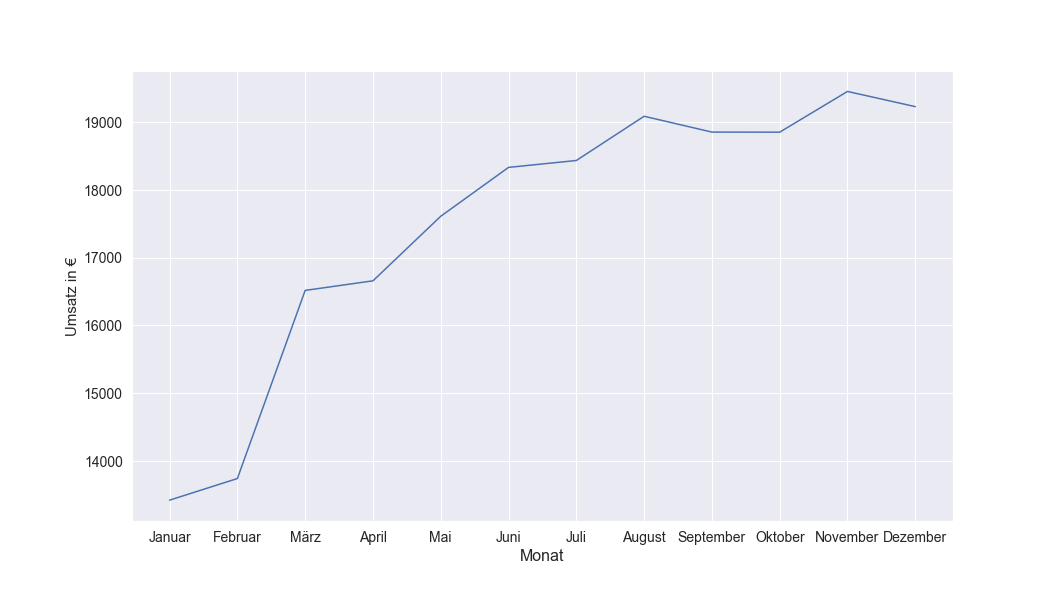 19000
18000
17000
16000
15000
14000
Umsatz in €
Januar Februar März April Mai Juni Juli August September Oktober November Dezember
Monat